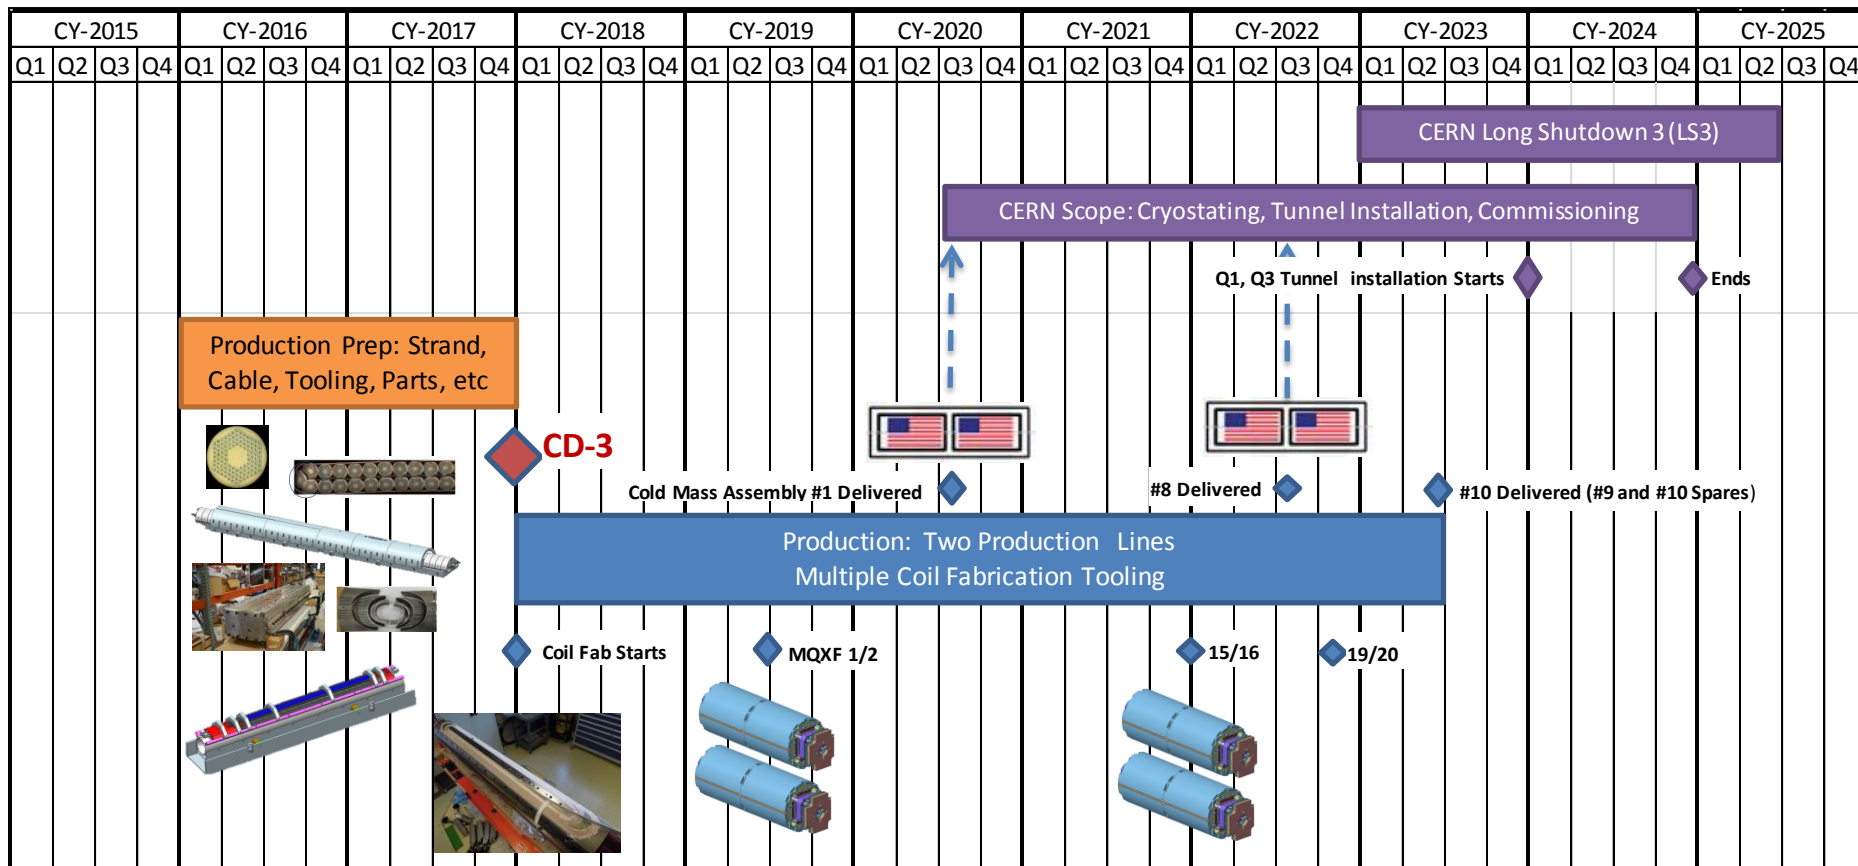 CY-2015 CY-2016 CY-2017 CY-2018 CY-2019 CY-2020 CY-2021 CY-2022 CY-2023 CY-2024 CY-2025
Q1 Q2 Q3 Q4 Q1 Q2 Q3 Q4 Q1 Q2 Q3 Q4 Q1 Q2 Q3 Q4 Q1 Q2 Q3 Q4 Q1 Q2 Q3 Q4 Q1 Q2 Q3 Q4 Q1 Q2 Q3 Q4 Q1 Q2 Q3 Q4 Q1 Q2 Q3 Q4 Q1 Q2 Q3 Q4
CERN Long Shutdown 3 (LS3)
CERN Scope: Cryostating, Tunnel Installation, Commissioning
Q1, Q3 Tunnel installation Starts
Ends
Production Prep: Strand,
Cable, Tooling, Parts, etc
CD-3
Cold Mass Assembly #1 Delivered
#8 Delivered
#10 Delivered (#9 and #10 Spares)
Production: Two Production Lines
Multiple Coil Fabrication Tooling
Coil Fab Starts
MQXF 1/2
15/16
19/20